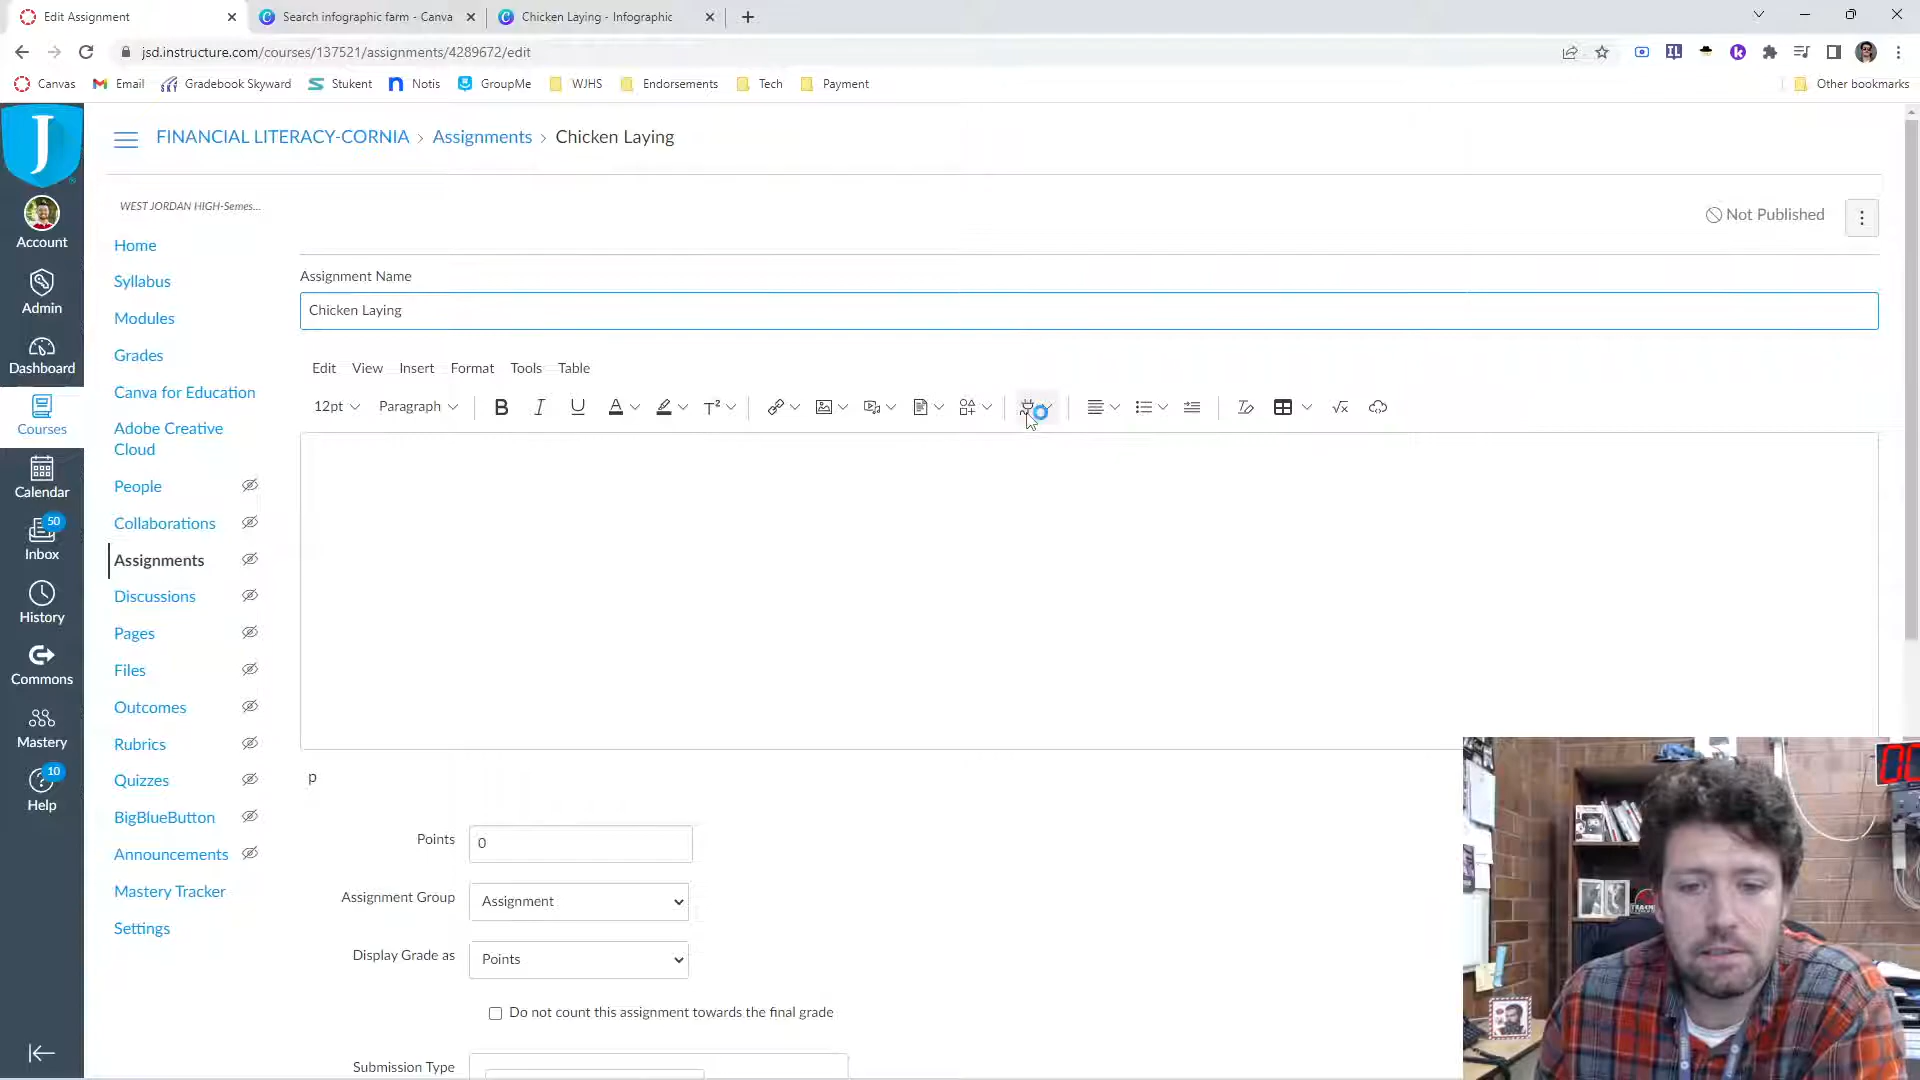 Edit Assignment
Search infographic farm - Canva
Chicken Laying - Infographic
jsd.instructure.com/courses/137521/assignments/4289672/edit
Canvas
Email
Gradebook Skyward
Stukent
Notis
GroupMe
WJHS
Endorsements
Tech
Payment
Other bookmarks
J
FINANCIAL LITERACY-CORNIA › Assignments › Chicken Laying
WEST JORDAN HIGH-Semes...
Not Published
Account
Admin
Dashboard
Courses
Calendar
50
Inbox
History
Commons
Mastery
10
Help
Home
Syllabus
Modules
Grades
Canva for Education
Adobe Creative
Cloud
People
Collaborations
Assignments
Discussions
Pages
Files
Outcomes
Rubrics
Quizzes
BigBlueButton
Announcements
Mastery Tracker
Settings
Assignment Name
Chicken Laying
Edit View Insert Format Tools Table
12pt Paragraph B I U A T²
p
Points 0
Assignment Group Assignment
Display Grade as Points
Do not count this assignment towards the final grade
Submission Type